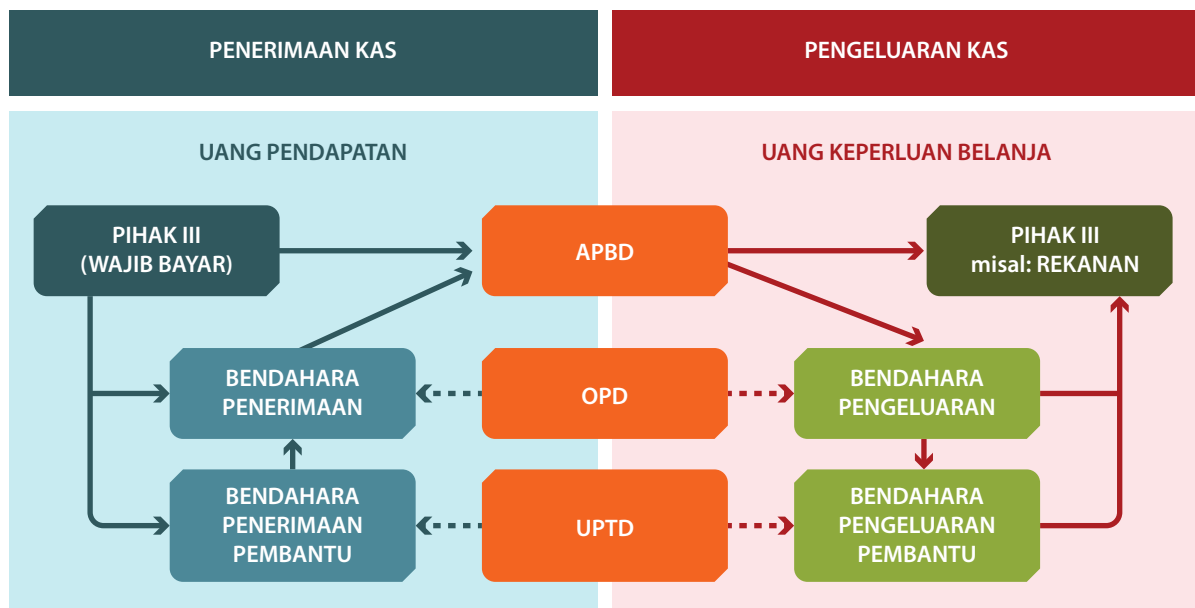 PENERIMAAN KAS
PENGELUARAN KAS
UANG PENDAPATAN
UANG KEPERLUAN BELANJA
PIHAK III
(WAJIB BAYAR)
APBD
PIHAK III
misal: REKANAN
BENDAHARA
PENERIMAAN
OPD
BENDAHARA
PENGELUARAN
BENDAHARA
PENERIMAAN
PEMBANTU
UPTD
BENDAHARA
PENGELUARAN
PEMBANTU